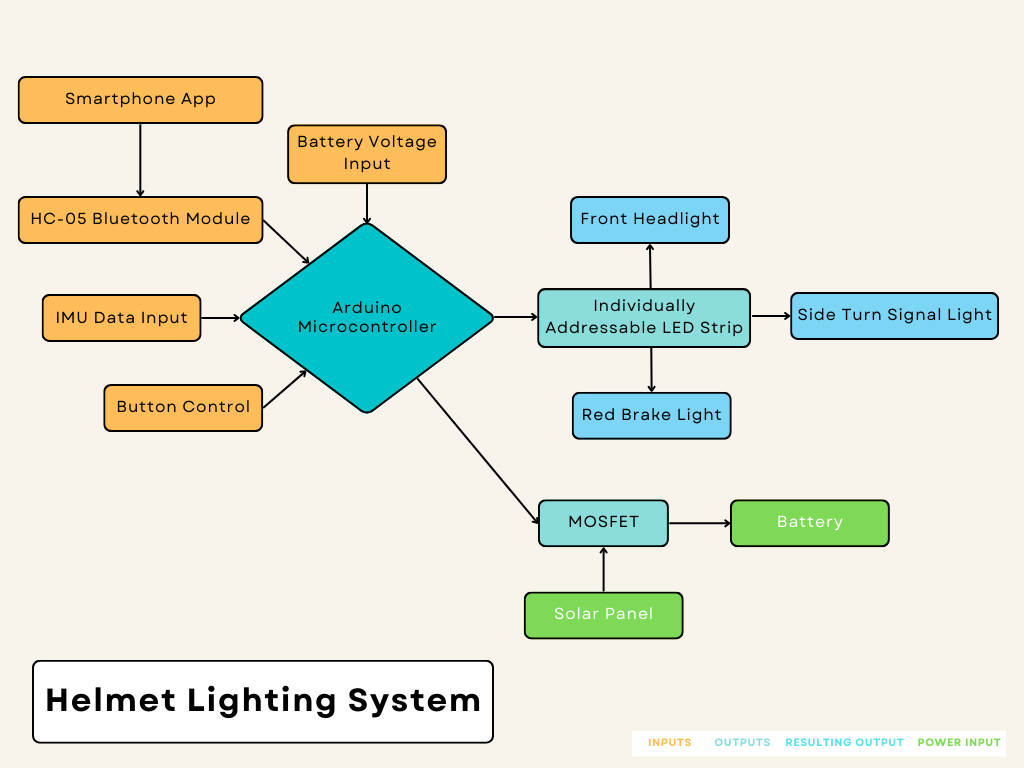 Smartphone App
Battery Voltage
Input
HC-05 Bluetooth Module
Front Headlight
IMU Data Input
Arduino
Microcontroller
Individually
Addressable LED Strip
Side Turn Signal Light
Button Control
Red Brake Light
MOSFET
Battery
Solar Panel
Helmet Lighting System
INPUTS OUTPUTS RESULTING OUTPUT POWER INPUT